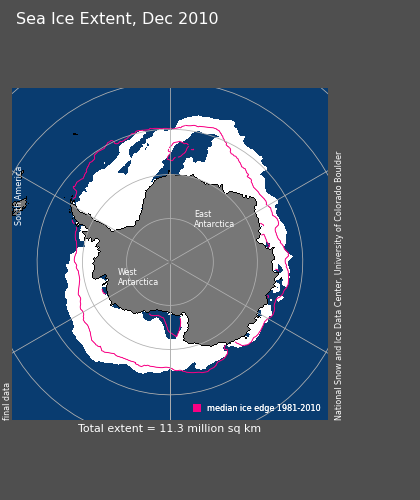 Sea Ice Extent, Dec 2010
South America
East
Antarctica
West
Antarctica
National Snow and Ice Data Center, University of Colorado Boulder
final data
median ice edge 1981-2010
Total extent = 11.3 million sq km